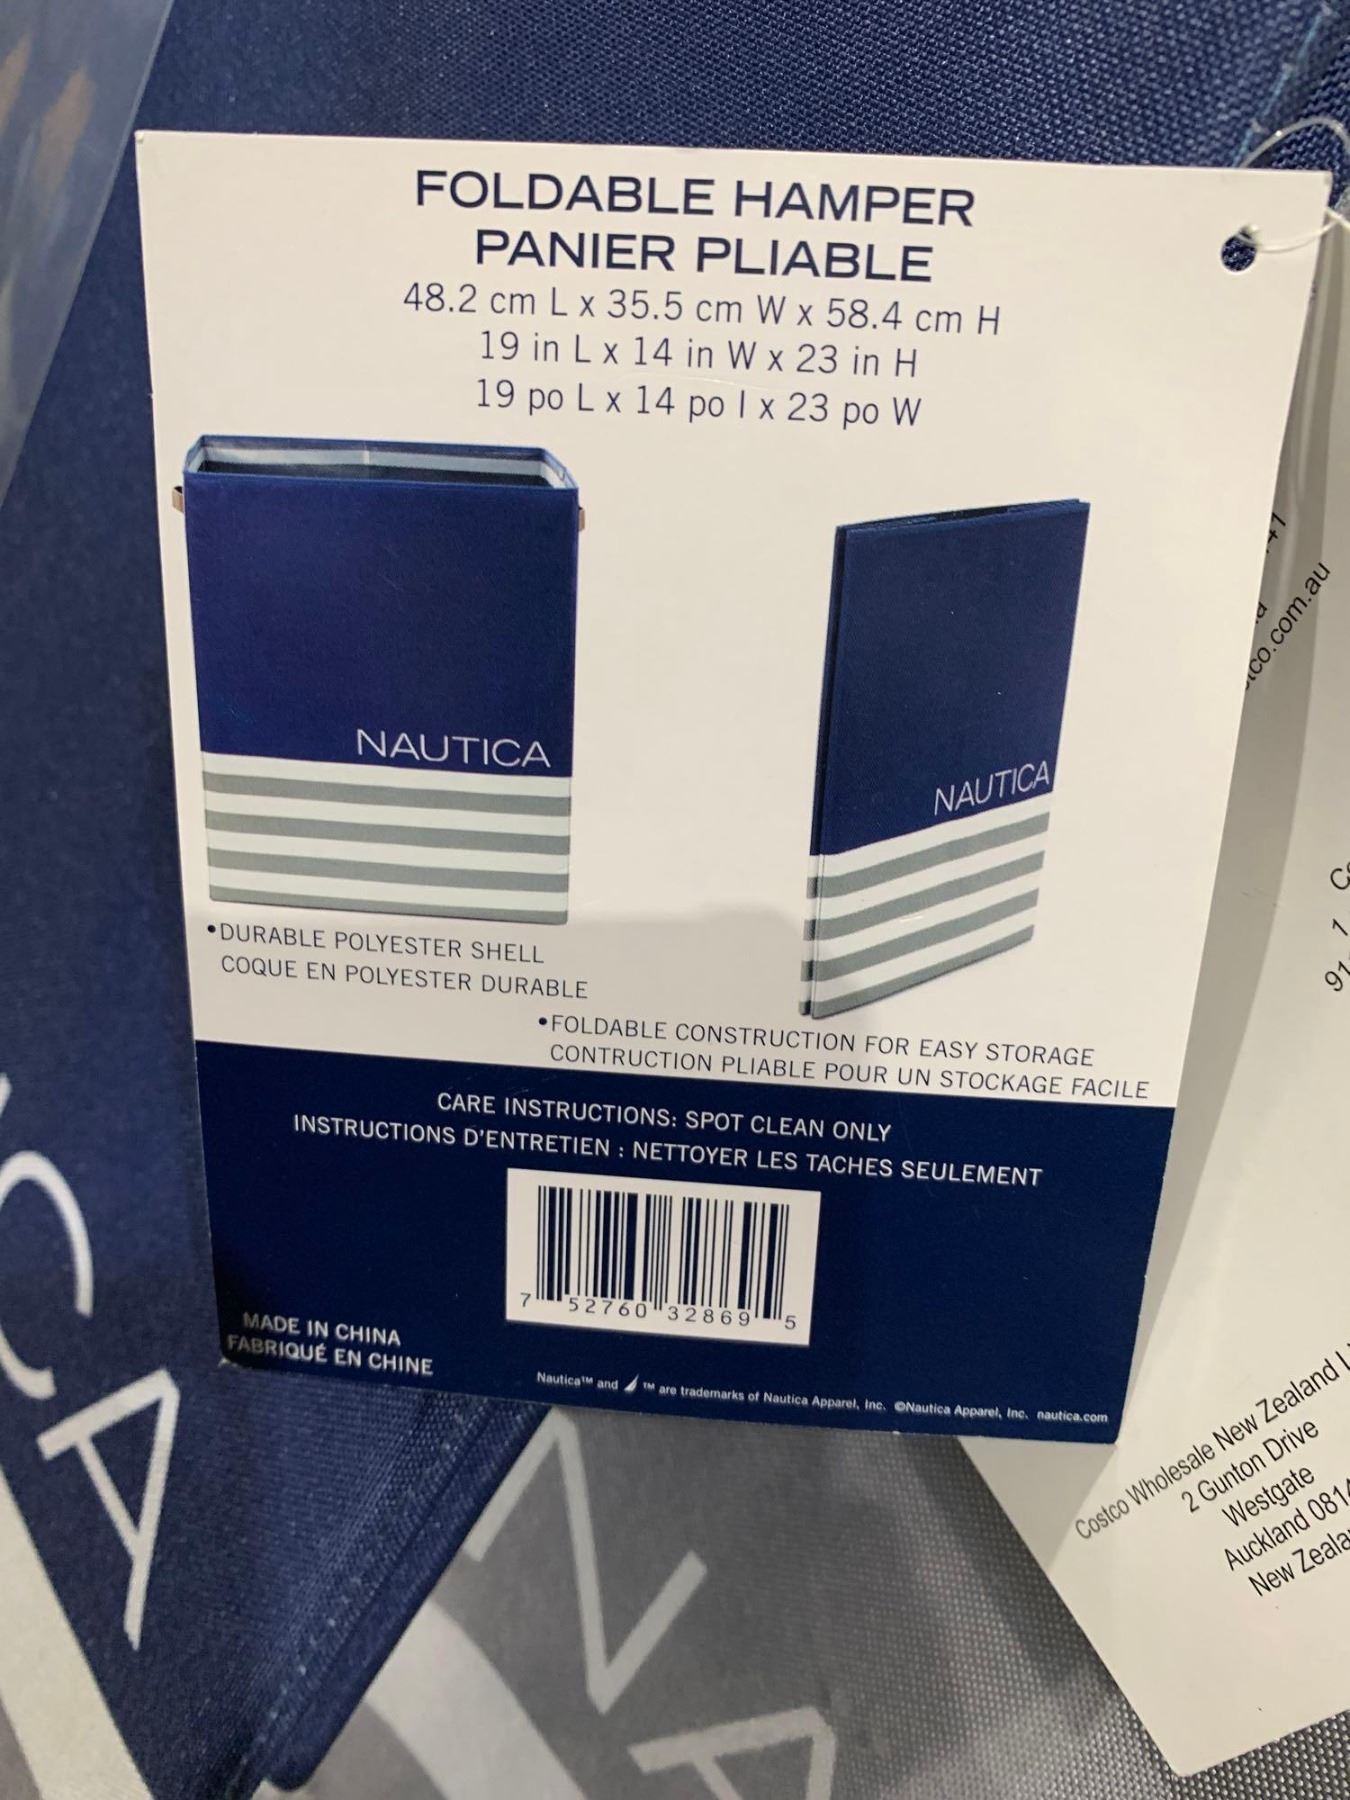 FOLDABLE HAMPER
PANIER PLIABLE
48.2 cm L x 35.5 cm W x 58.4 cm H
19 in L x 14 in W x 23 in H
19 po L x 14 po l x 23 po W
NAUTICA
NAUTICA
•DURABLE POLYESTER SHELL
COQUE EN POLYESTER DURABLE
•FOLDABLE CONSTRUCTION FOR EASY STORAGE
CONTRUCTION PLIABLE POUR UN STOCKAGE FACILE
CARE INSTRUCTIONS: SPOT CLEAN ONLY
INSTRUCTIONS D'ENTRETIEN : NETTOYER LES TACHES SEULEMENT
7 52760 32869 5
MADE IN CHINA
FABRIQUÉ EN CHINE
Nautica™ and ™ are trademarks of Nautica Apparel, Inc. ©Nautica Apparel, Inc. nautica.com
Costco Wholesale New Zealand
2 Gunton Drive
Westgate
Auckland 0814
New
CA